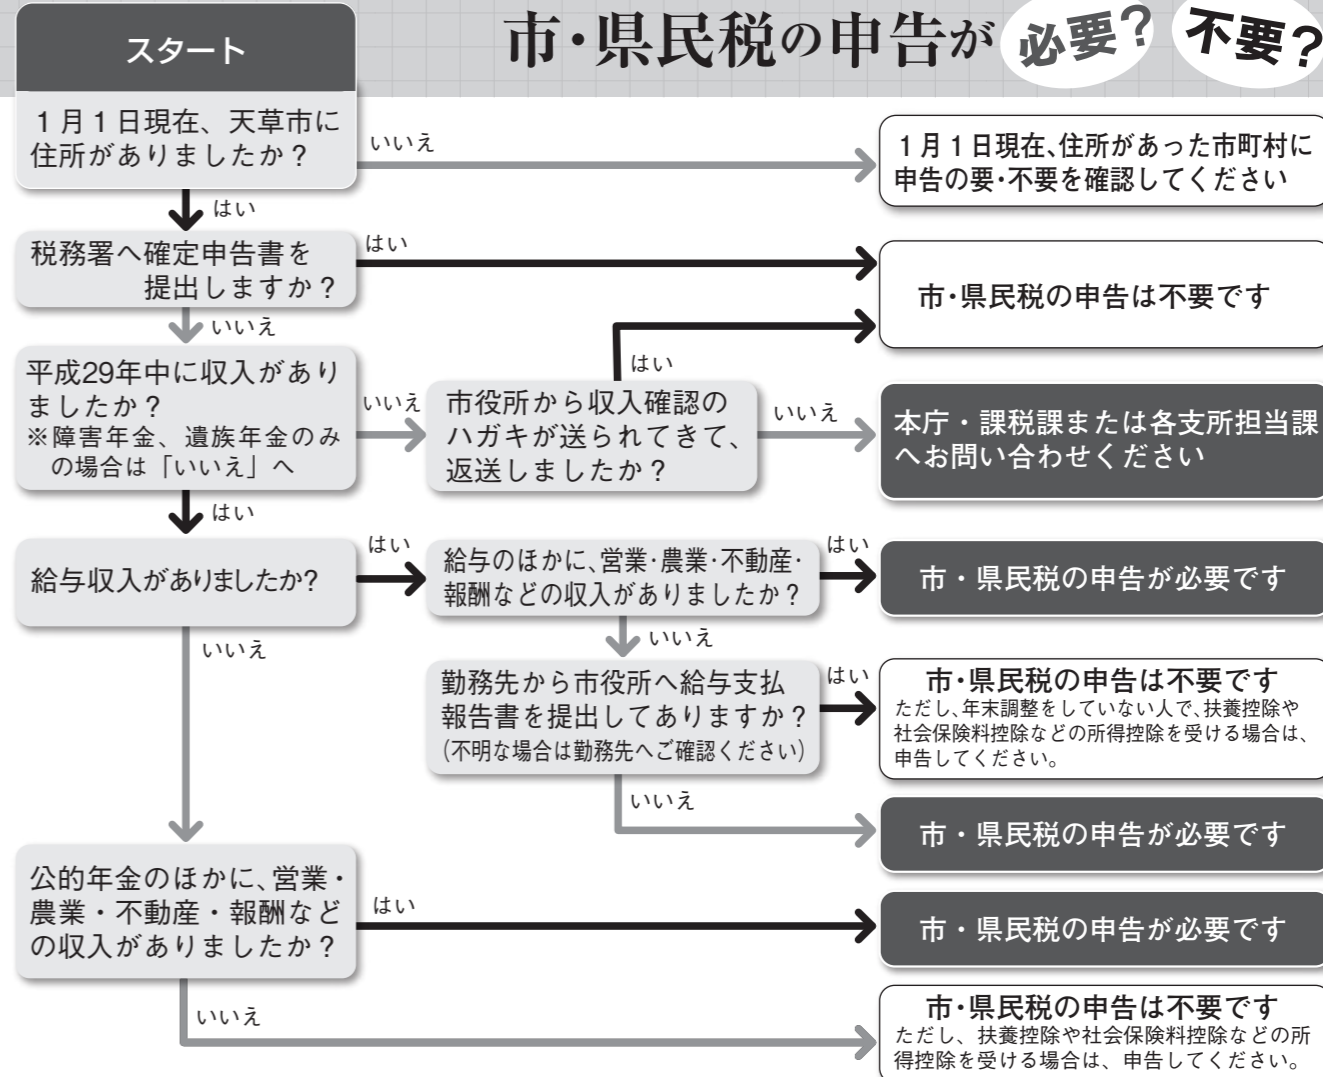 市・県民税の申告が 必要? 不要?
スタート
1月1日現在、天草市に
住所がありましたか?
いいえ
1月1日現在、住所があった市町村に
申告の要・不要を確認してください
はい
税務署へ確定申告書を
提出しますか?
はい
市・県民税の申告は不要です
いいえ
平成29年中に収入があり
ましたか?
※障害年金、遺族年金のみ
の場合は「いいえ」へ
いいえ
市役所から収入確認の
ハガキが送られてきて、
返送しましたか?
はい
いいえ
本庁・課税課または各支所担当課
へお問い合わせください
はい
給与収入がありましたか?
はい
給与のほかに、営業・農業・不動産・
報酬などの収入がありましたか?
はい
市・県民税の申告が必要です
いいえ
勤務先から市役所へ給与支払
報告書を提出してありますか?
(不明な場合は勤務先へご確認ください)
はい
市・県民税の申告は不要です
ただし、年末調整をしていない人で、扶養控除や
社会保険料控除などの所得控除を受ける場合は、
申告してください。
いいえ
市・県民税の申告が必要です
いいえ
公的年金のほかに、営業・
農業・不動産・報酬など
の収入がありましたか?
はい
市・県民税の申告が必要です
いいえ
市・県民税の申告は不要です
ただし、扶養控除や社会保険料控除などの所
得控除を受ける場合は、申告してください。